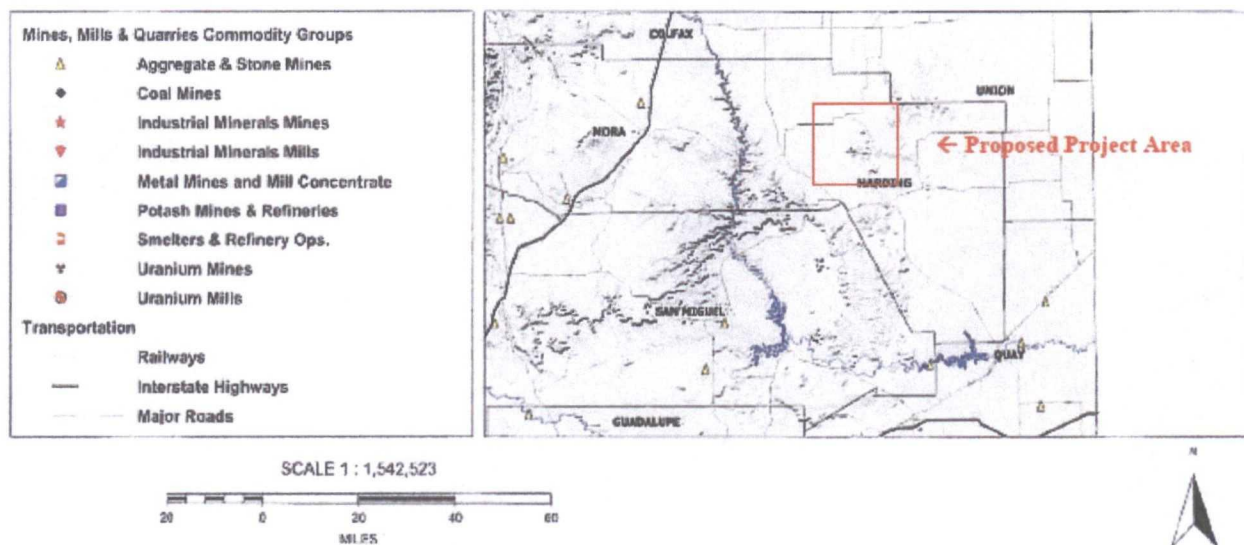 Mines, Mills & Quarries Commodity Groups
Aggregate & Stone Mines
Coal Mines
Industrial Minerals Mines
Industrial Minerals Mills
Metal Mines and Mill Concentrate
Potash Mines & Refineries
Smelters & Refinery Ops.
Uranium Mines
Uranium Mills
Transportation
Railways
Interstate Highways
Major Roads
COLFAX
UNION
MORA
← Proposed Project Area
HARDING
SAN MIGUEL
QUAY
GUADALUPE
SCALE 1 : 1,542,523
20 0 20 40 60
MILES
N